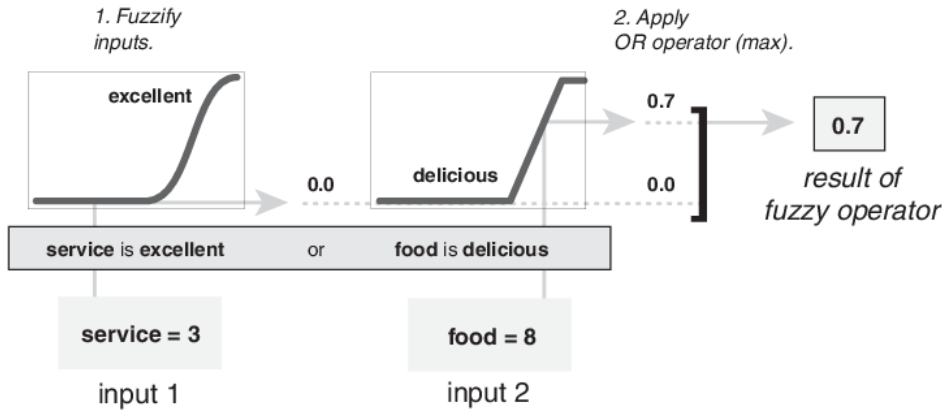 1. Fuzzify
inputs.
2. Apply
OR operator (max).
excellent
0.0
delicious
0.7
0.0
0.7
result of
fuzzy operator
service is excellent or food is delicious
service = 3
food = 8
input 1
input 2